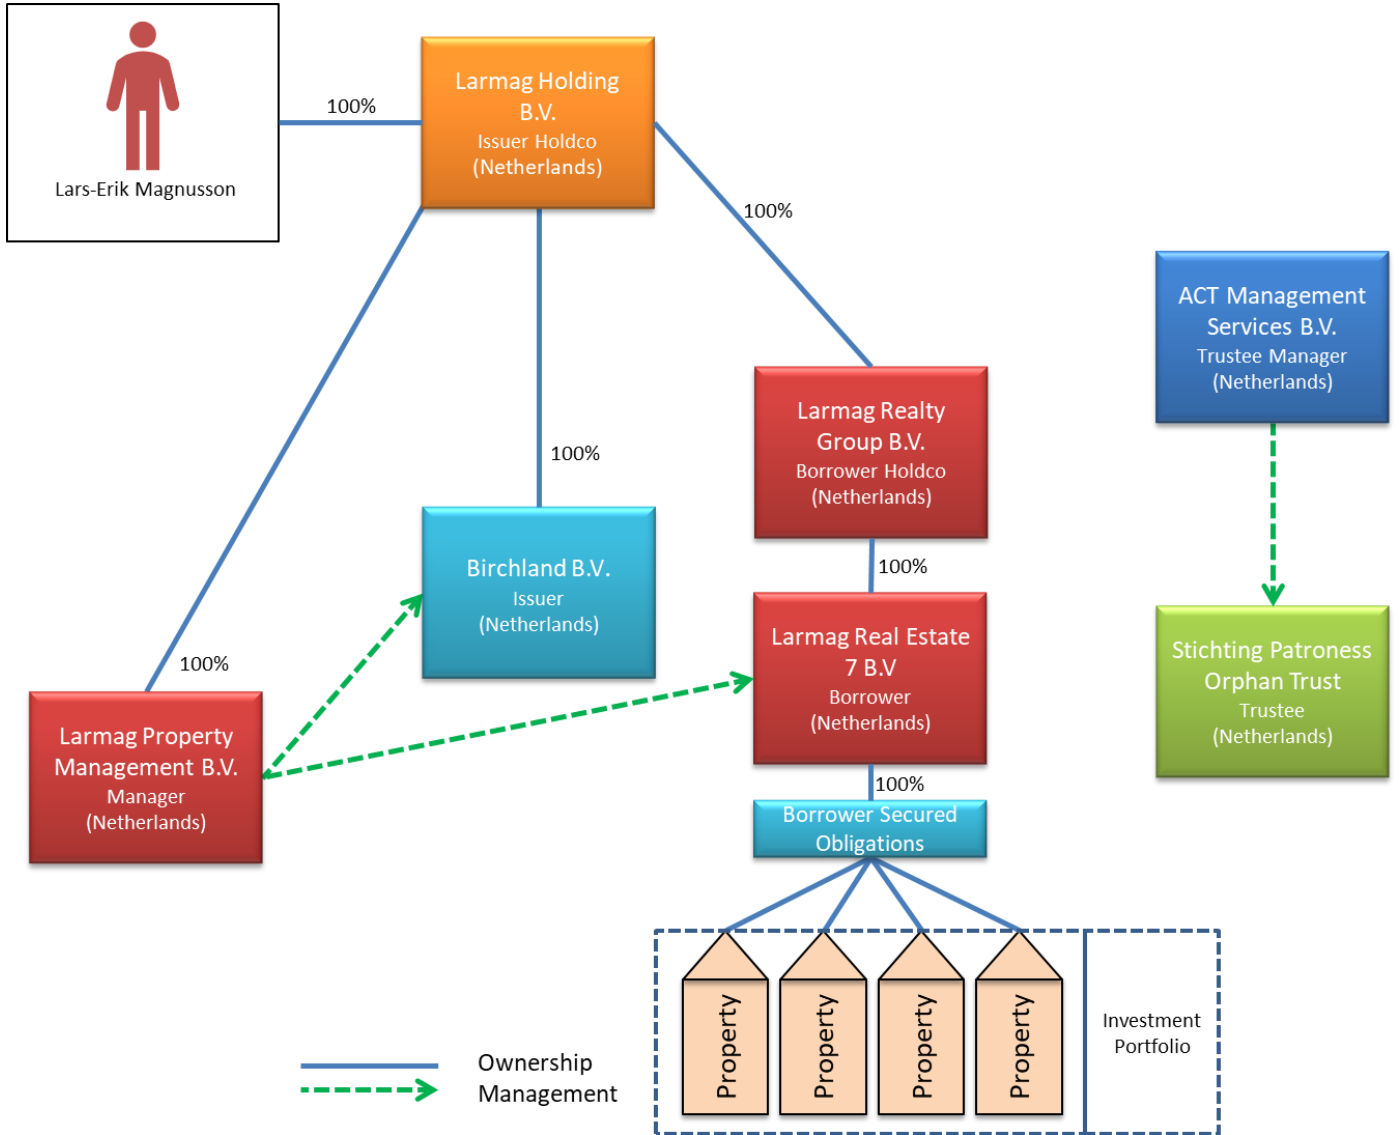 Lars-Erik Magnusson
100%
Larmag Holding
B.V.
Issuer Holdco
(Netherlands)
100%
ACT Management
Services B.V.
Trustee Manager
(Netherlands)
Larmag Realty
Group B.V.
Borrower Holdco
(Netherlands)
100%
Birchland B.V.
Issuer
(Netherlands)
100%
Larmag Real Estate
7 B.V
Borrower
(Netherlands)
Stichting Patroness
Orphan Trust
Trustee
(Netherlands)
100%
Larmag Property
Management B.V.
Manager
(Netherlands)
100%
Borrower Secured
Obligations
Property
Property
Property
Property
Investment
Portfolio
Ownership
Management